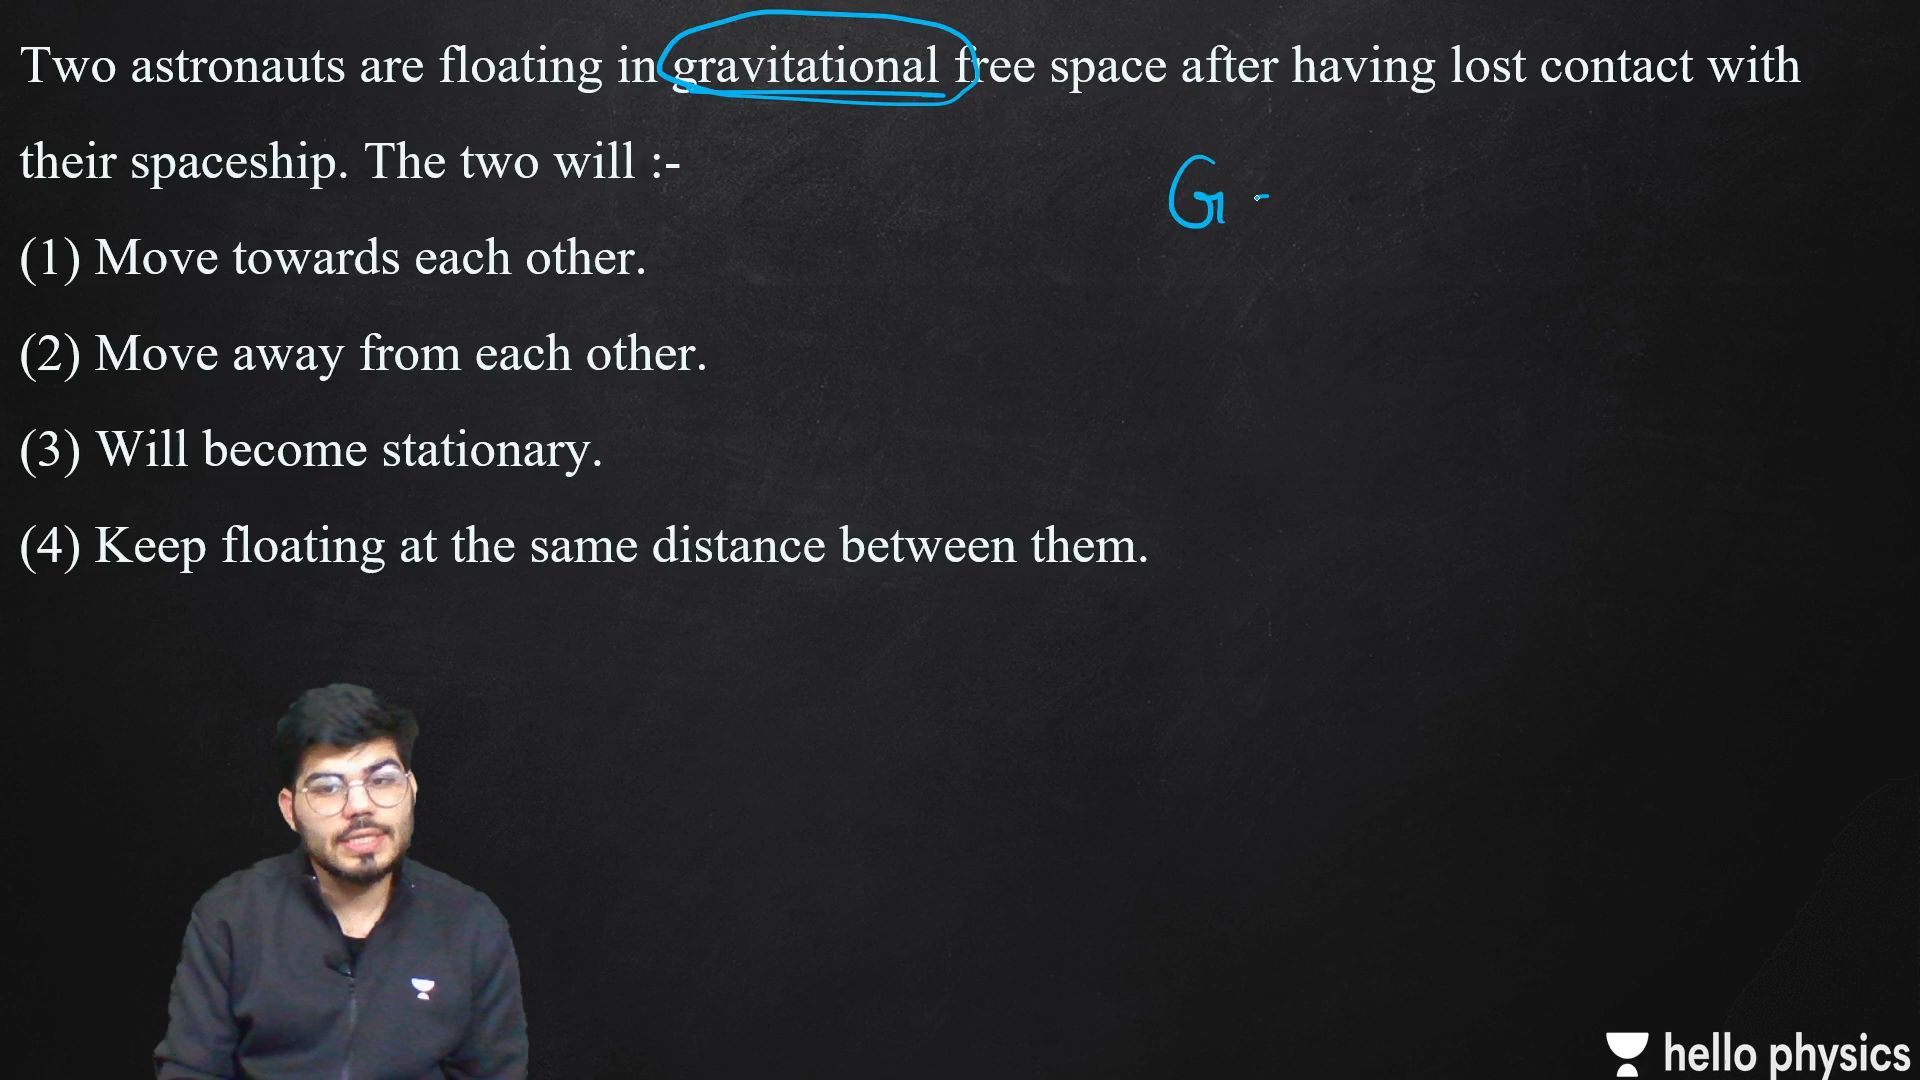 Two astronauts are floating in gravitational free space after having lost contact with
their spaceship. The two will :-
G -
(1) Move towards each other.
(2) Move away from each other.
(3) Will become stationary.
(4) Keep floating at the same distance between them.
hello physics